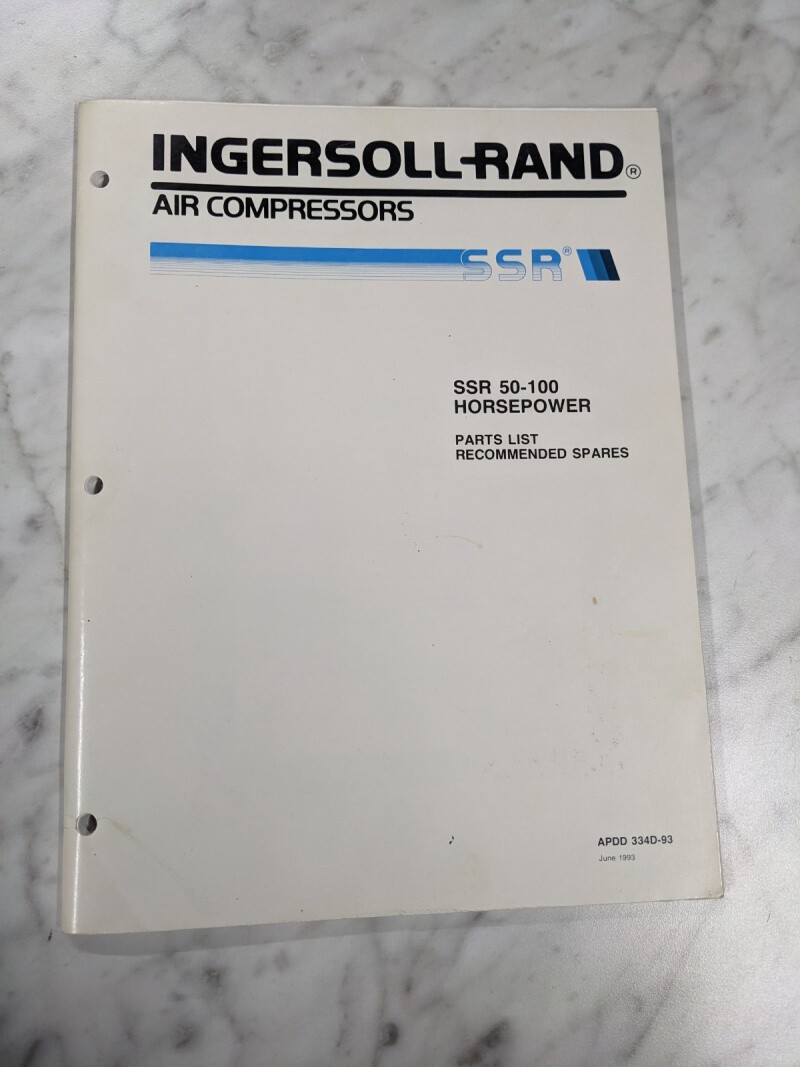 INGERSOLL-RAND®
AIR COMPRESSORS
SSR®
SSR 50-100
HORSEPOWER
PARTS LIST
RECOMMENDED SPARES
APDD 334D-93
June 1993